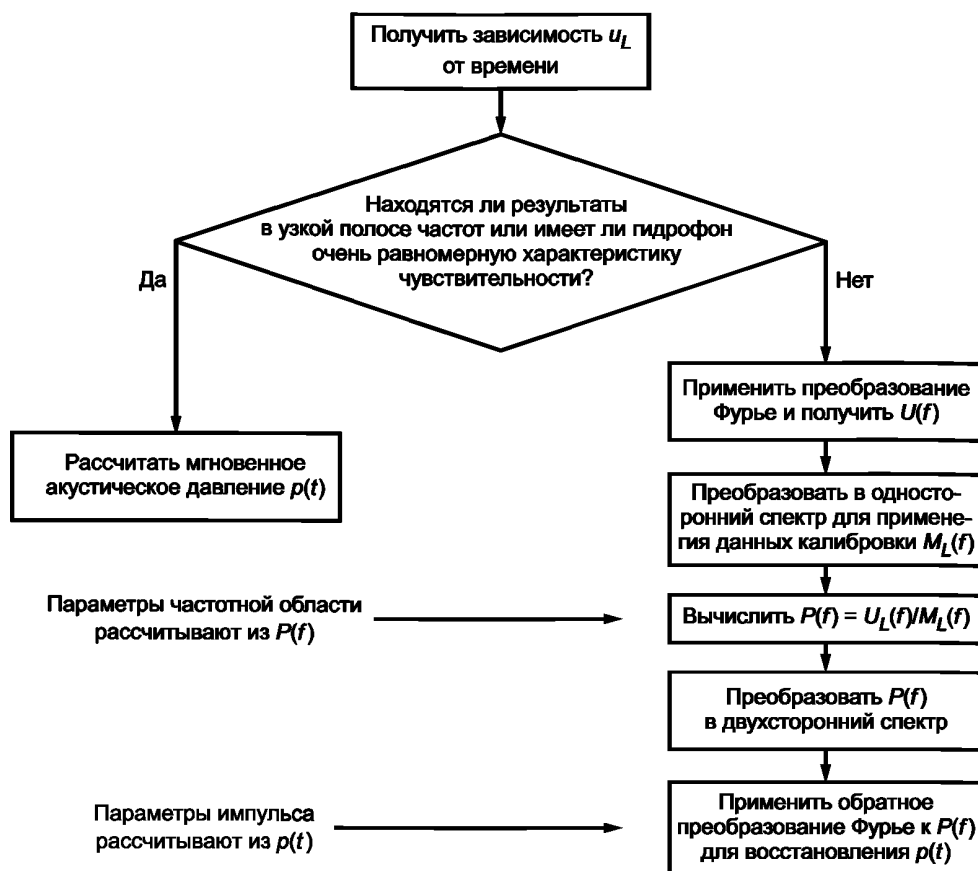 Получить зависимость u_L
от времени
Находятся ли результаты
в узкой полосе частот или имеет ли гидрофон
очень равномерную характеристику
чувствительности?
Да
Нет
Рассчитать мгновенное
акустическое давление p(t)
Применить преобразование
Фурье и получить U(f)
Преобразовать в односто-
ронний спектр для примене-
гия данных калибровки M_L(f)
Параметры частотной области
рассчитывают из P(f)
Вычислить P(f) = U_L(f)/M_L(f)
Преобразовать P(f)
в двухсторонний спектр
Параметры импульса
рассчитывают из p(t)
Применить обратное
преобразование Фурье к P(f)
для восстановления p(t)